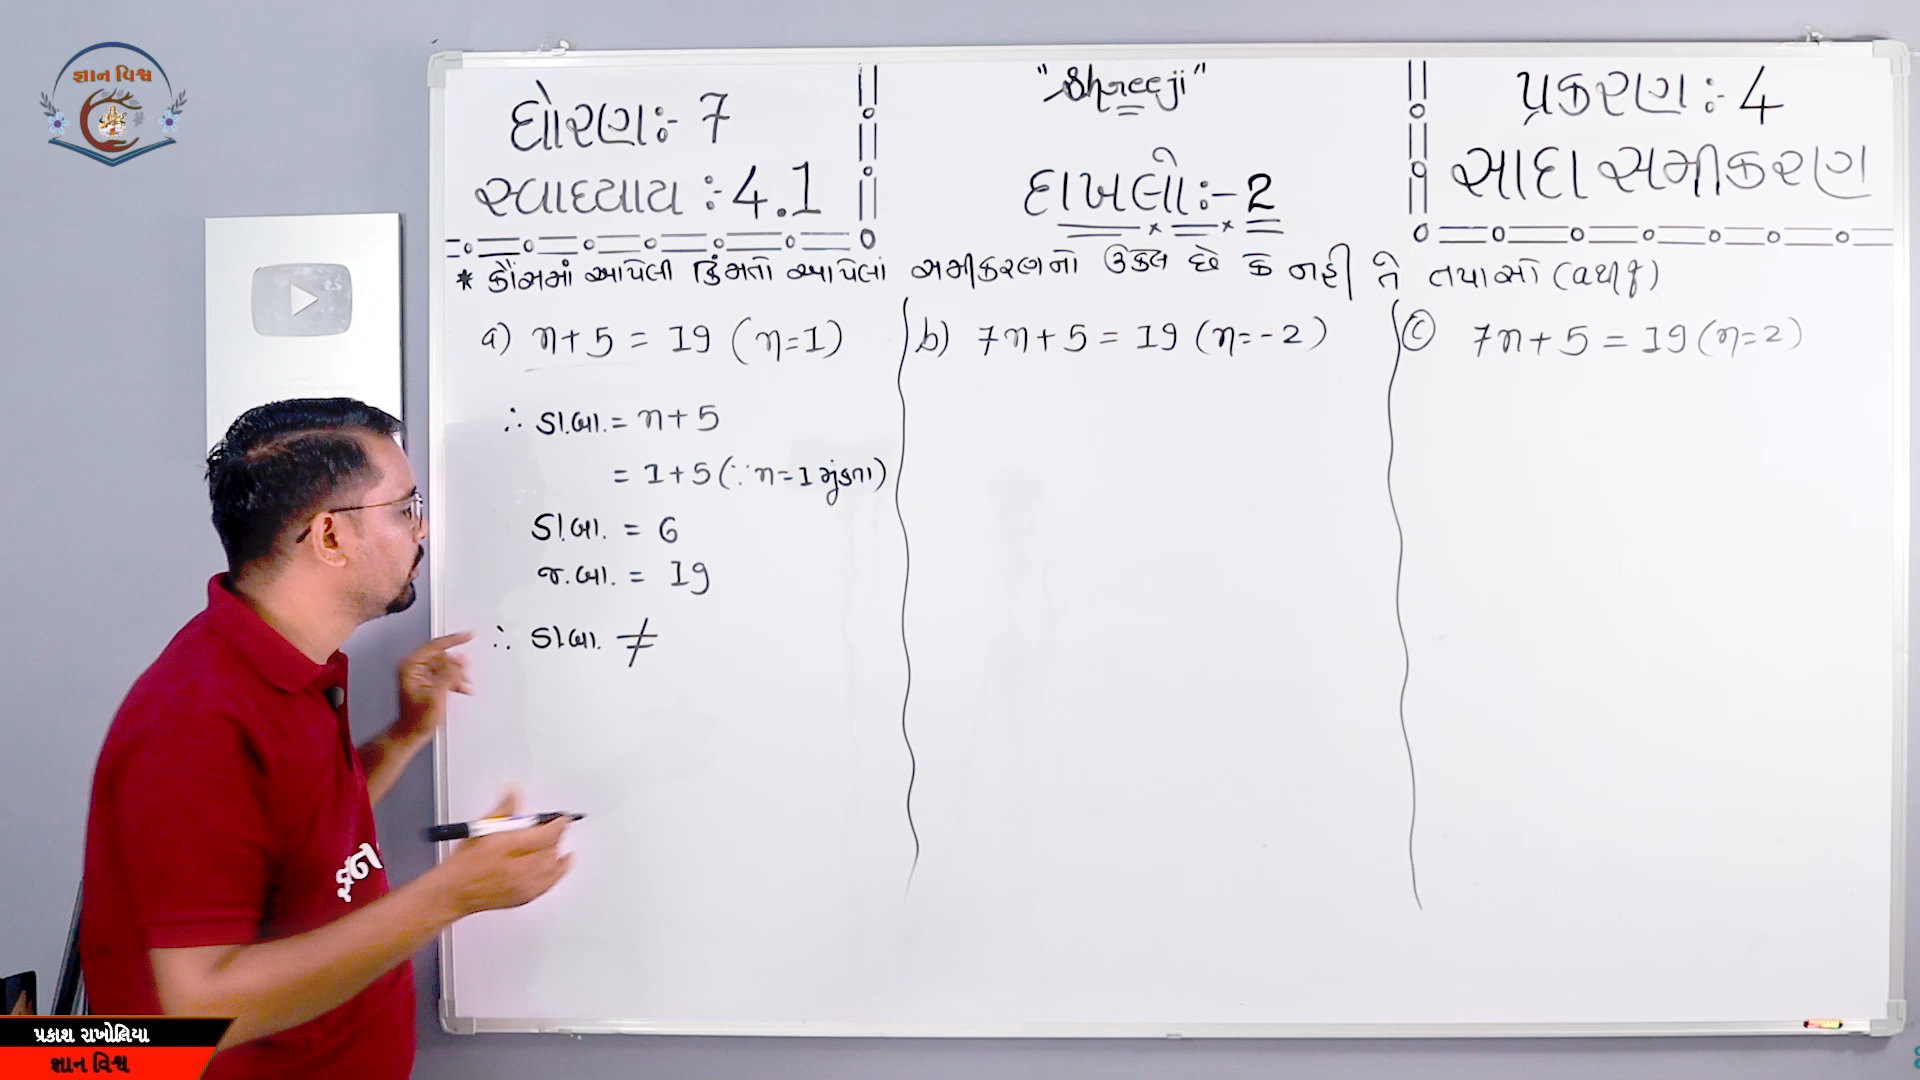 જ્ઞાન વિશ્વ
ધોરણ:- 7
સ્વાધ્યાય :- 4.1
"Shreeji"
દાખલો:- 2
પ્રકરણ :- 4
સાદા સમીકરણ
* કૌંસમાં આપેલી કિંમતો આપેલાં સમીકરણનો ઉકેલ છે કે નહી તે તપાસો (a થી f)
a) n + 5 = 19 (n=1)
∴ ડા.બા. = n + 5
= 1 + 5 (∵ n = 1 મૂંકતા)
ડા.બા. = 6
જ.બા. = 19
∴ ડા.બા. ≠
b) 7n + 5 = 19 (n = -2)
c) 7n + 5 = 19 (n=2)
જ્ઞાન
પ્રકાશ રાખોલિયા
જ્ઞાન વિશ્વ